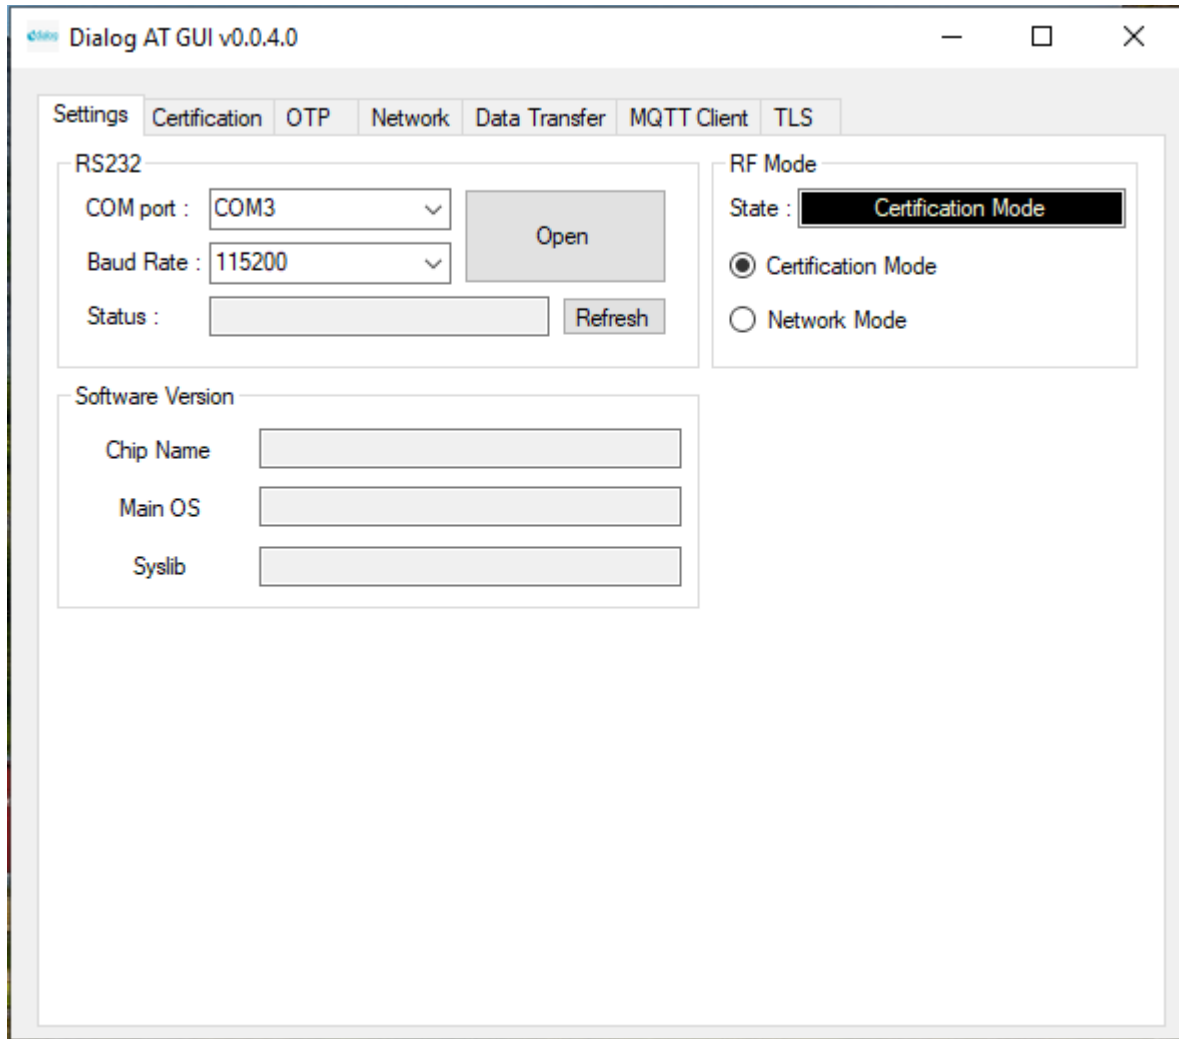 dialog Dialog AT GUI v0.0.4.0
Settings Certification OTP Network Data Transfer MQTT Client TLS
RS232
COM port : COM3
Open
Baud Rate : 115200
Status :
Refresh
RF Mode
State : Certification Mode
Certification Mode
Network Mode
Software Version
Chip Name
Main OS
Syslib